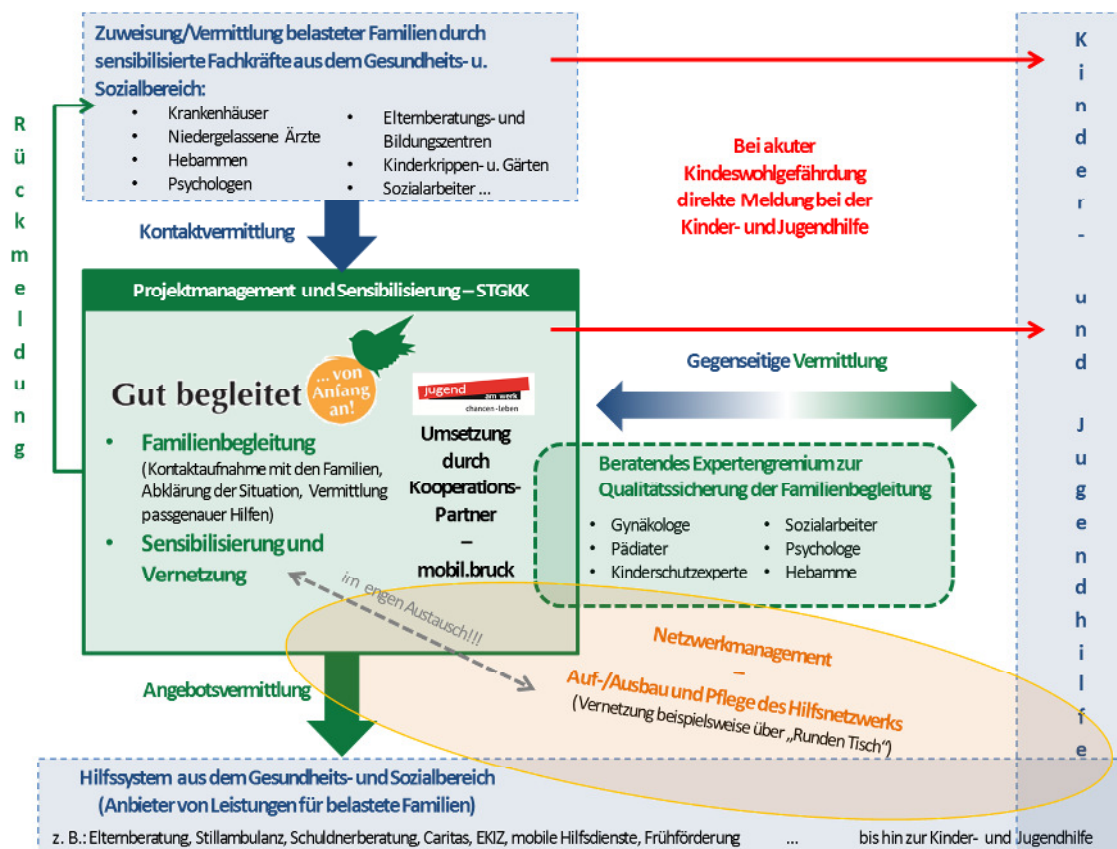 Zuweisung/Vermittlung belasteter Familien durch
sensibilisierte Fachkräfte aus dem Gesundheits- u.
Sozialbereich:
• Krankenhäuser
• Niedergelassene Ärzte
• Hebammen
• Psychologen
• Elternberatungs- und
Bildungszentren
• Kinderkrippen- u. Gärten
• Sozialarbeiter ...
Rückmeldung
Kontaktvermittlung
Bei akuter
Kindeswohlgefährdung
direkte Meldung bei der
Kinder- und Jugendhilfe
Kinder- und Jugendhilfe
Projektmanagement und Sensibilisierung – STGKK
Gut begleitet
... von
Anfang
an!
jugend
am werk
chancen-leben
• Familienbegleitung
(Kontaktaufnahme mit den Familien,
Abklärung der Situation, Vermittlung
passgenauer Hilfen)
• Sensibilisierung und
Vernetzung
Umsetzung
durch
Kooperations-
Partner
–
mobil.bruck
Gegenseitige Vermittlung
Beratendes Expertengremium zur
Qualitätssicherung der Familienbegleitung
• Gynäkologe
• Pädiater
• Kinderschutzexperte
• Sozialarbeiter
• Psychologe
• Hebamme
im engen Austausch!!!
Netzwerkmanagement
–
Auf-/Ausbau und Pflege des Hilfsnetzwerks
(Vernetzung beispielsweise über „Runden Tisch“)
Angebotsvermittlung
Hilfssystem aus dem Gesundheits- und Sozialbereich
(Anbieter von Leistungen für belastete Familien)
z. B.: Elternberatung, Stillambulanz, Schuldnerberatung, Caritas, EKIZ, mobile Hilfsdienste, Frühförderung ... bis hin zur Kinder- und Jugendhilfe